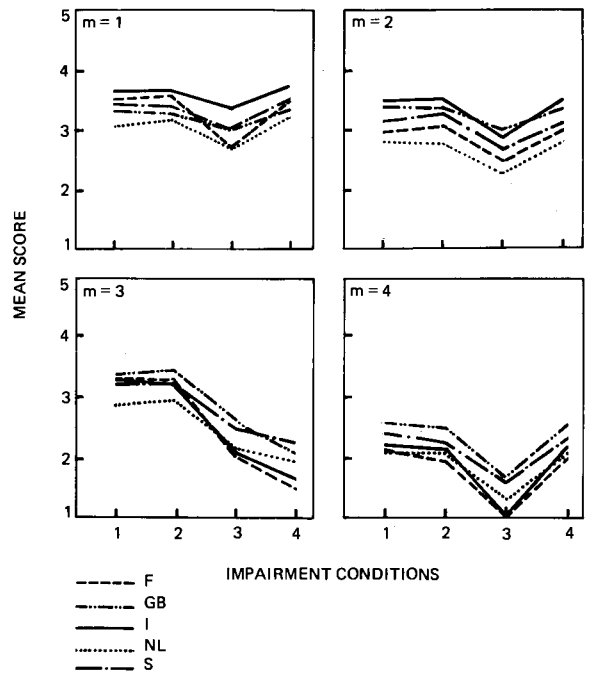 5
m = 1
m = 2
4
3
2
1
MEAN SCORE
5
m = 3
m = 4
4
3
2
1
1 2 3 4
1 2 3 4
IMPAIRMENT CONDITIONS
F
GB
I
NL
S